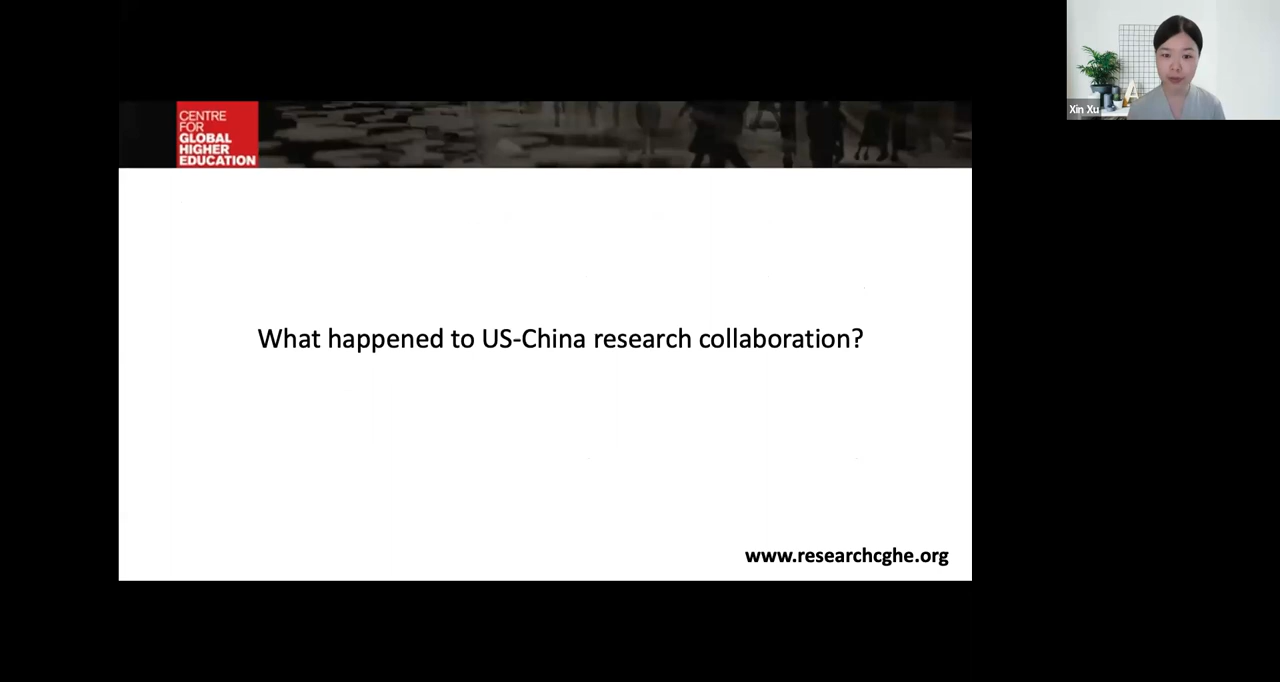 CENTRE
FOR
GLOBAL
HIGHER
EDUCATION
Xin Xu
What happened to US-China research collaboration?
www.researchcghe.org